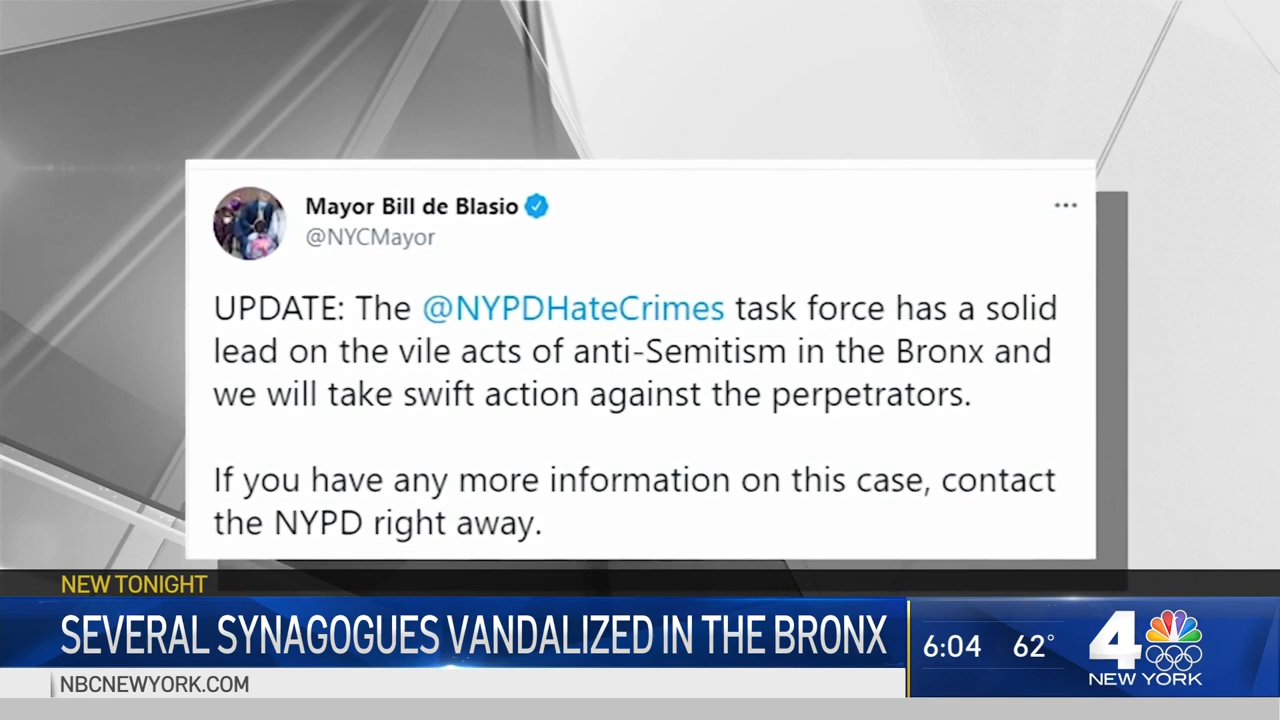 Mayor Bill de Blasio
@NYCMayor
UPDATE: The @NYPDHateCrimes task force has a solid
lead on the vile acts of anti-Semitism in the Bronx and
we will take swift action against the perpetrators.
If you have any more information on this case, contact
the NYPD right away.
NEW TONIGHT
SEVERAL SYNAGOGUES VANDALIZED IN THE BRONX
6:04 62°
4
NEW YORK
NBCNEWYORK.COM